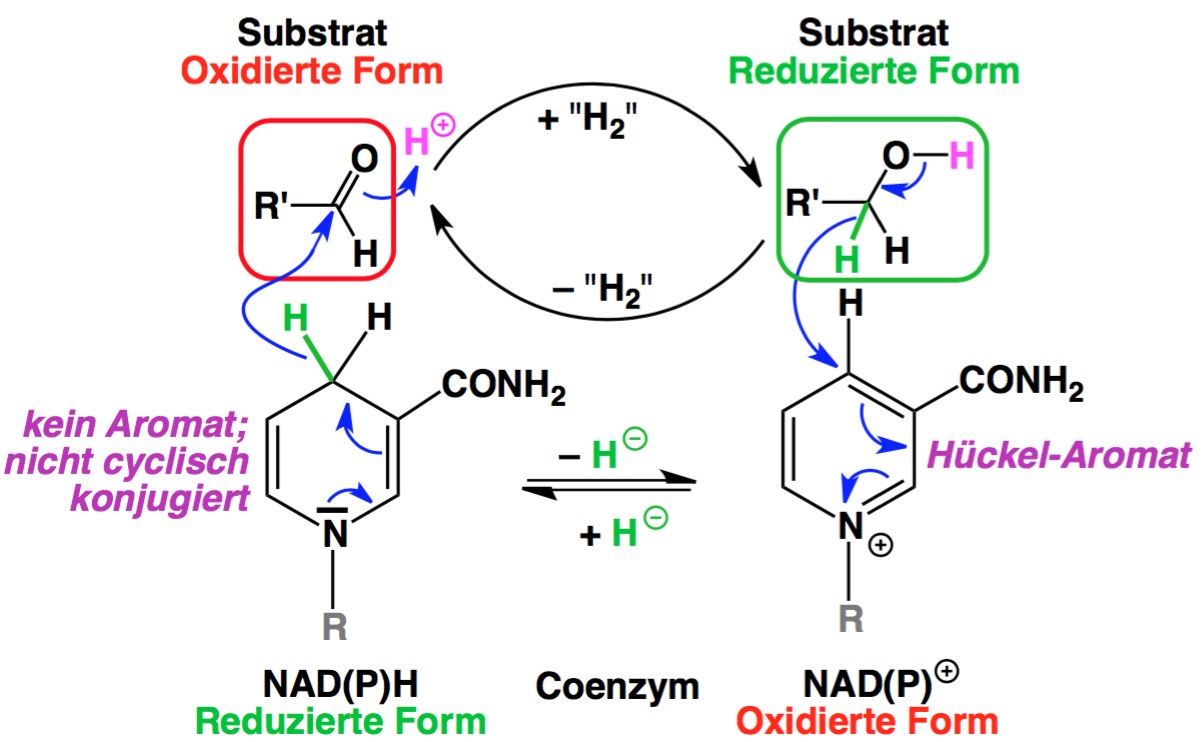 Substrat
Oxidierte Form
Substrat
Reduzierte Form
+ "H₂"
H⊕
O
R'
H
O–H
R'
H
H
– "H₂"
H
H
CONH₂
H
CONH₂
kein Aromat;
nicht cyclisch
konjugiert
– H⊖
+ H⊖
Hückel-Aromat
N
N
⊕
R
R
NAD(P)H
Reduzierte Form
Coenzym
NAD(P)⊕
Oxidierte Form